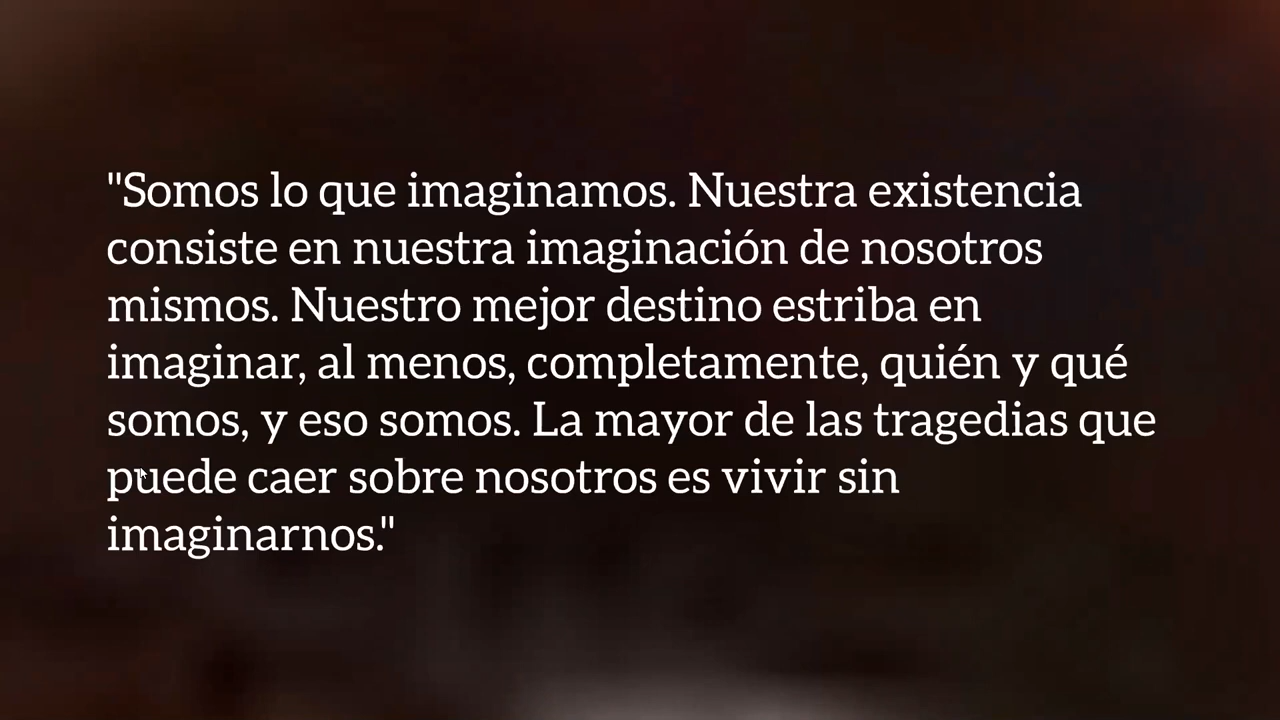 "Somos lo que imaginamos. Nuestra existencia
consiste en nuestra imaginación de nosotros
mismos. Nuestro mejor destino estriba en
imaginar, al menos, completamente, quién y qué
somos, y eso somos. La mayor de las tragedias que
puede caer sobre nosotros es vivir sin
imaginarnos."